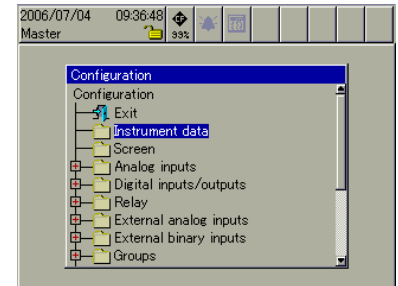 2006/07/04 09:36:48
Master
99%
Configuration
Configuration
Exit
Instrument data
Screen
Analog inputs
Digital inputs/outputs
Relay
External analog inputs
External binary inputs
Groups